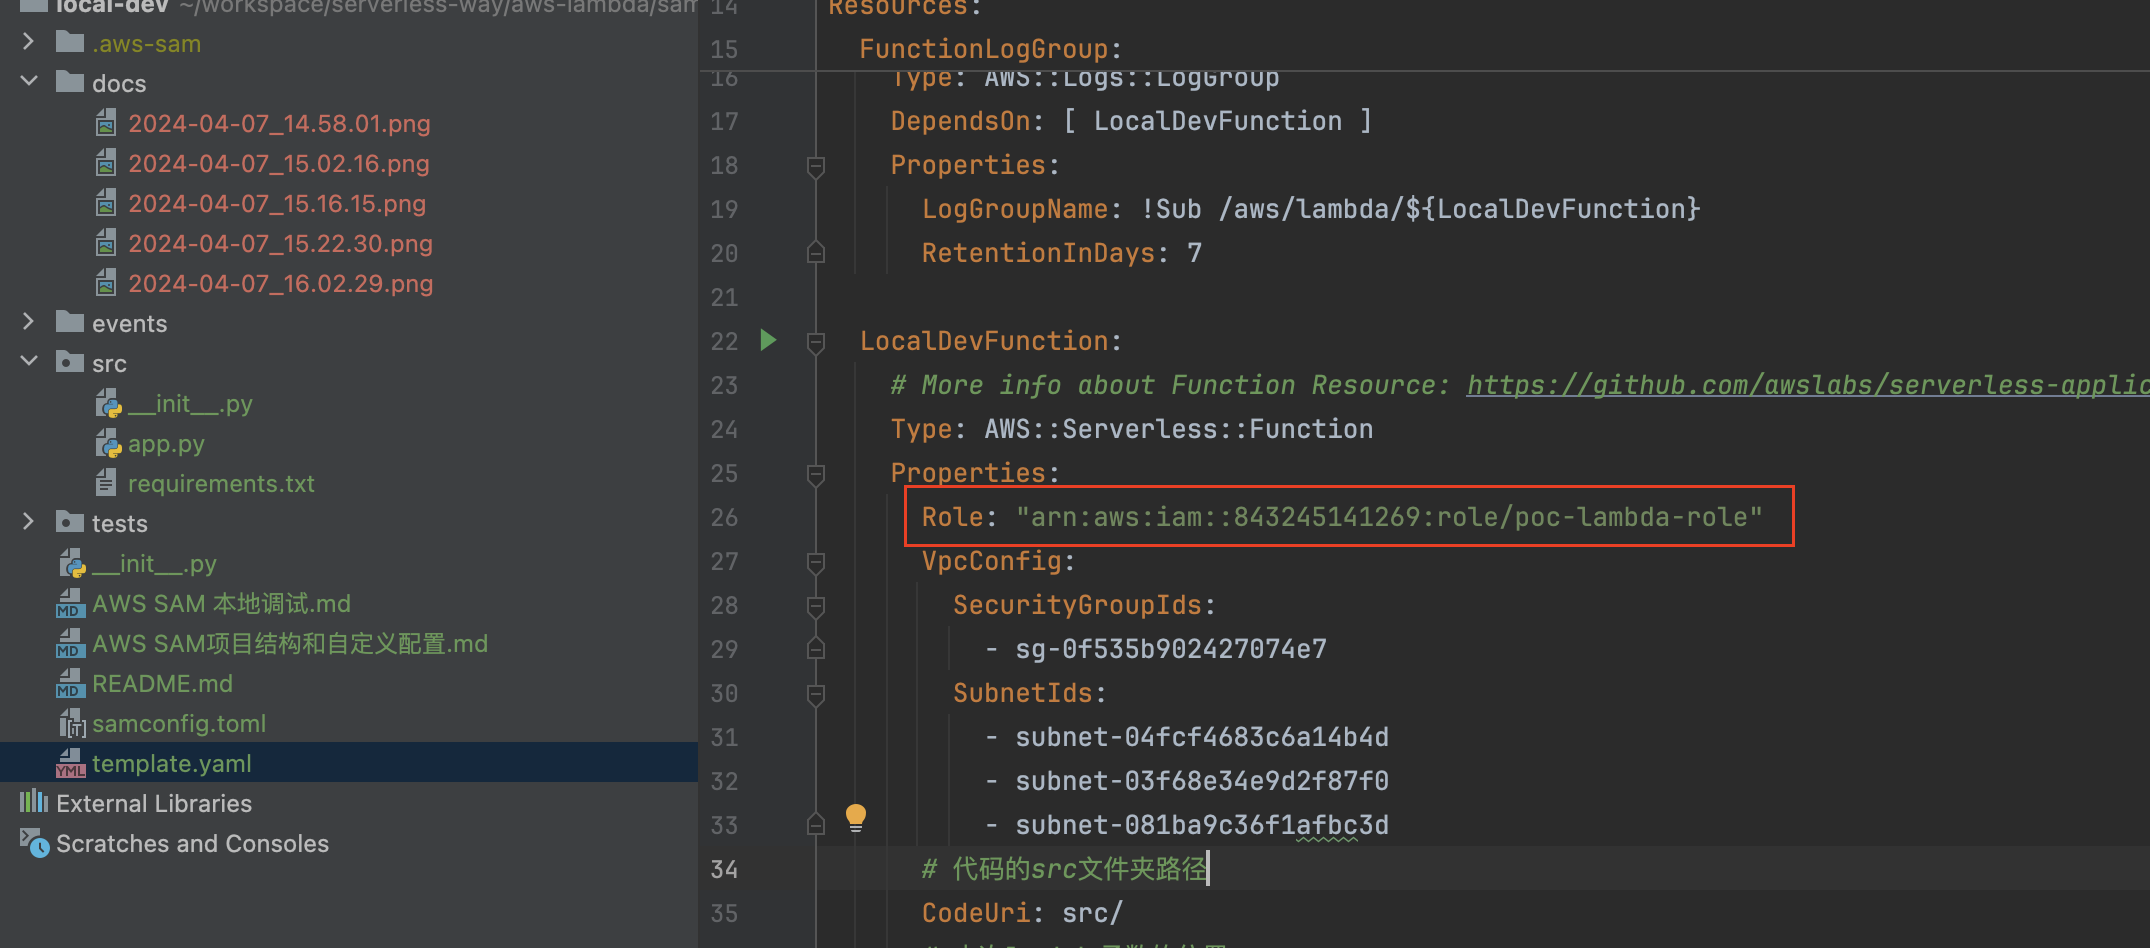 local-dev ~/workspace/serverless-way/aws-lambda/sam
.aws-sam
docs
2024-04-07_14.58.01.png
2024-04-07_15.02.16.png
2024-04-07_15.16.15.png
2024-04-07_15.22.30.png
2024-04-07_16.02.29.png
events
src
__init__.py
app.py
requirements.txt
tests
__init__.py
AWS SAM 本地调试.md
AWS SAM项目结构和自定义配置.md
README.md
samconfig.toml
template.yaml
External Libraries
Scratches and Consoles
14 Resources:
15 FunctionLogGroup:
16 Type: AWS::Logs::LogGroup
17 DependsOn: [ LocalDevFunction ]
18 Properties:
19 LogGroupName: !Sub /aws/lambda/${LocalDevFunction}
20 RetentionInDays: 7
21
22 LocalDevFunction:
23 # More info about Function Resource: https://github.com/awslabs/serverless-applic
24 Type: AWS::Serverless::Function
25 Properties:
26 Role: "arn:aws:iam::843245141269:role/poc-lambda-role"
27 VpcConfig:
28 SecurityGroupIds:
29 - sg-0f535b902427074e7
30 SubnetIds:
31 - subnet-04fcf4683c6a14b4d
32 - subnet-03f68e34e9d2f87f0
33 - subnet-081ba9c36f1afbc3d
34 # 代码的src文件夹路径
35 CodeUri: src/